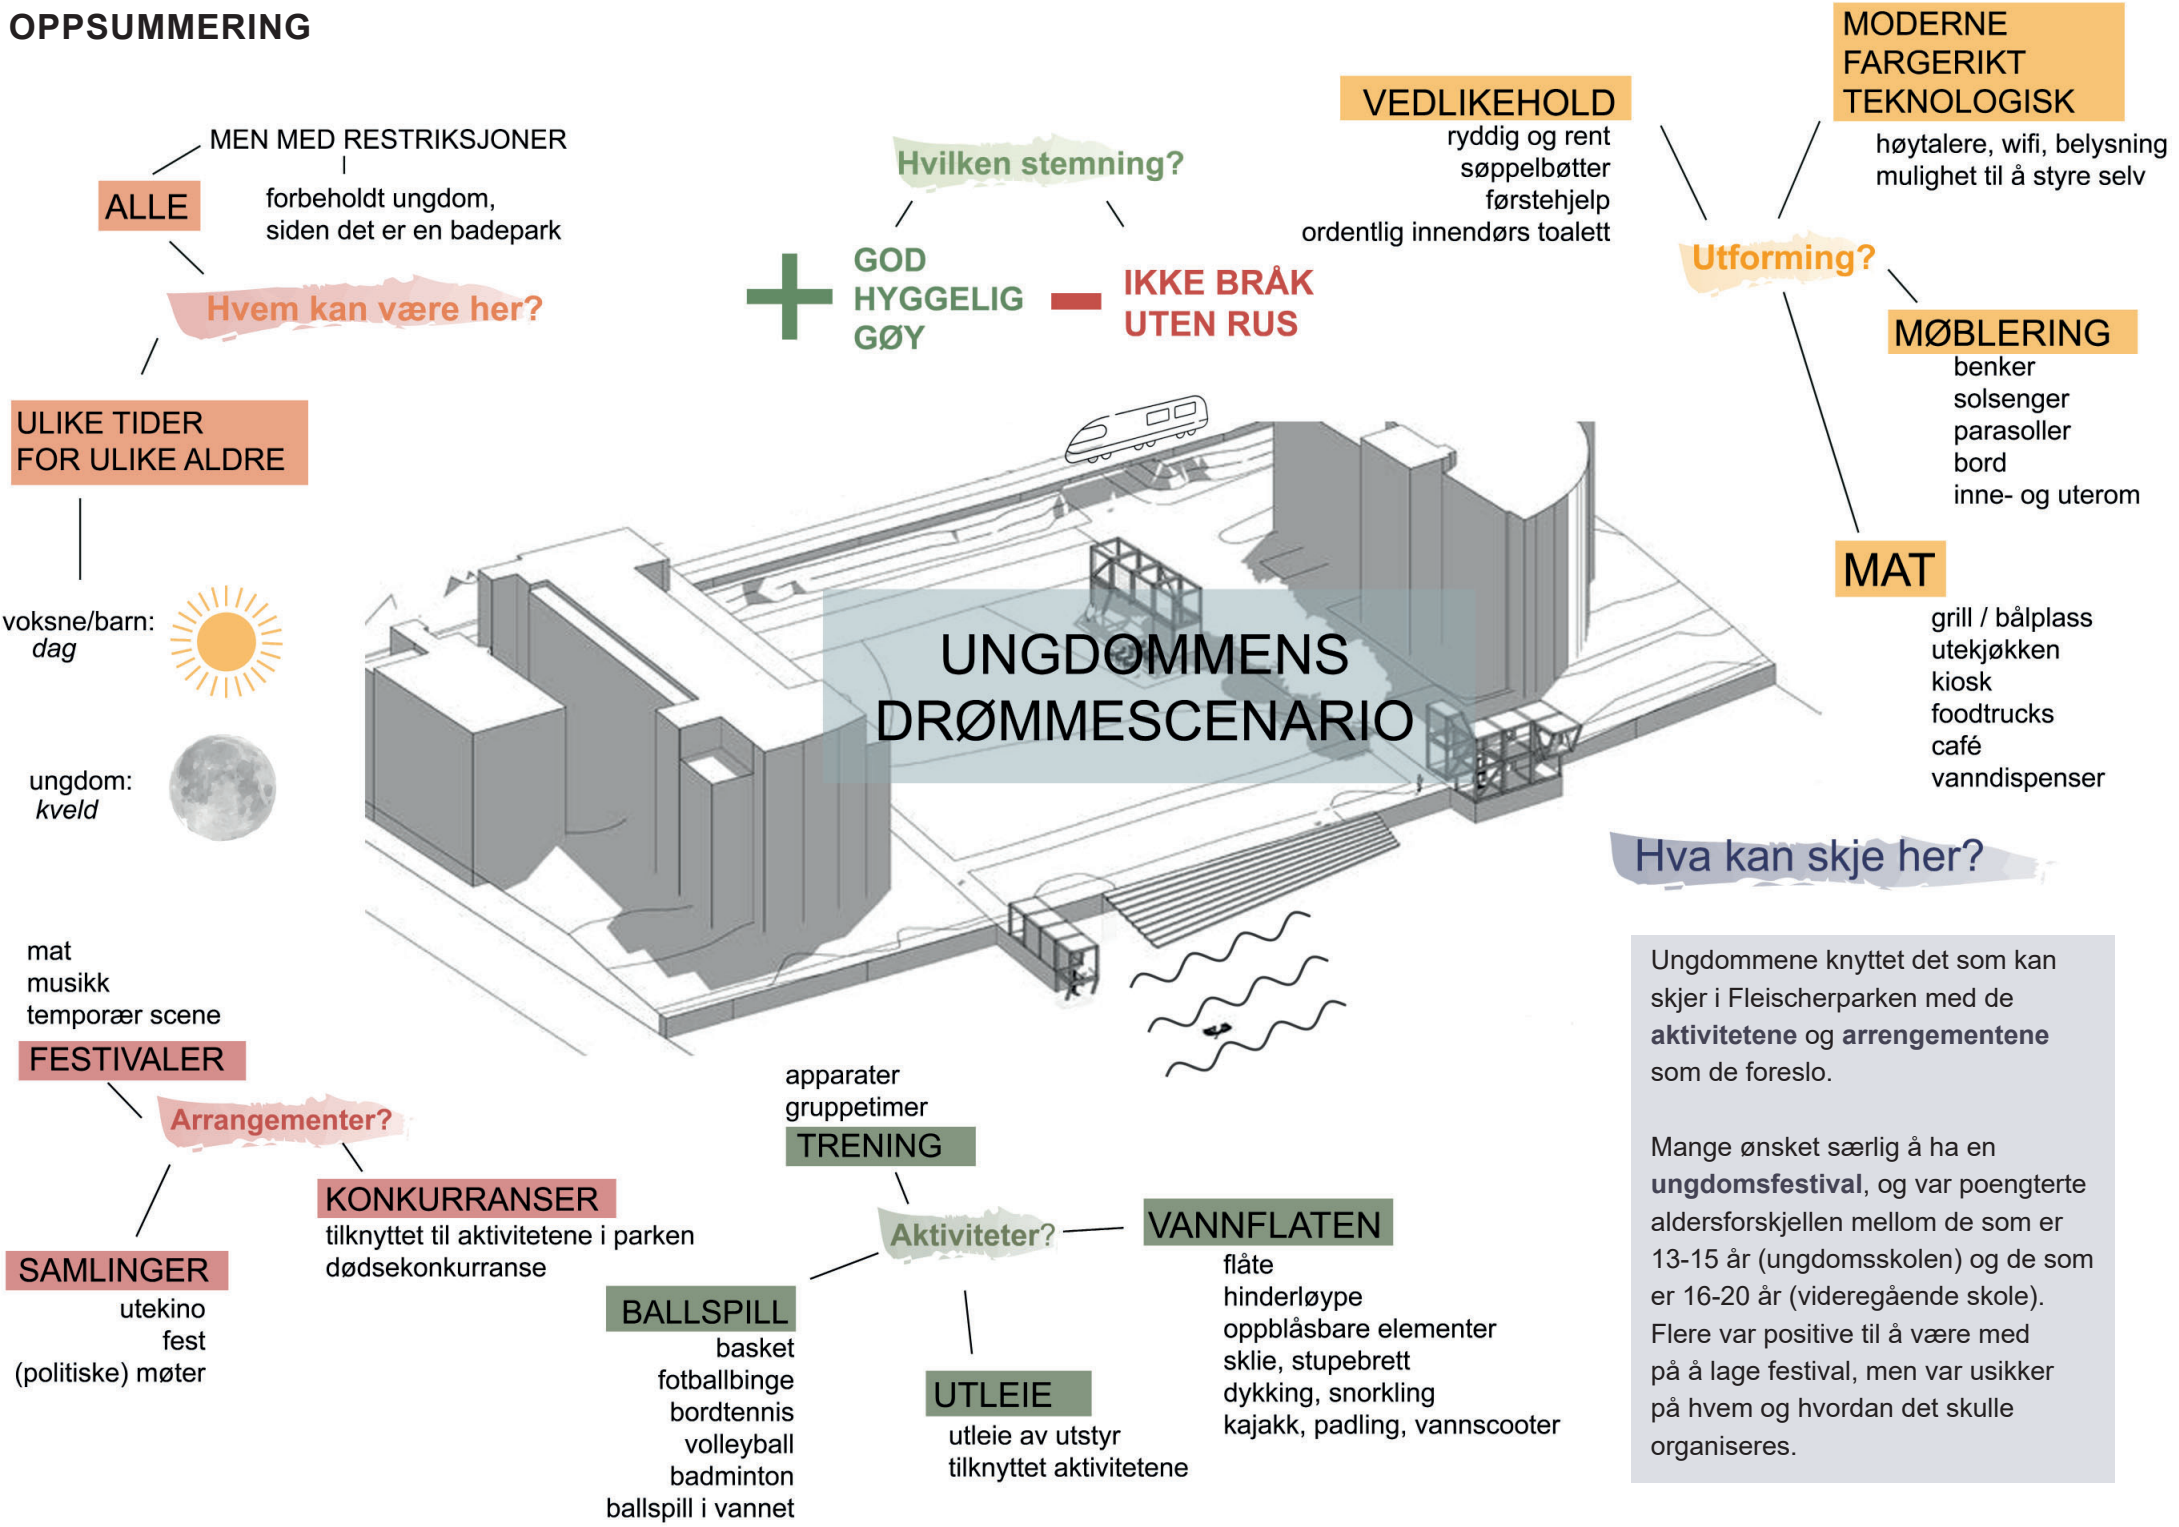 OPPSUMMERING
MEN MED RESTRIKSJONER
ALLE
forbeholdt ungdom,
siden det er en badepark
Hvem kan være her?
ULIKE TIDER
FOR ULIKE ALDRE
voksne/barn:
dag
ungdom:
kveld
Hvilken stemning?
GOD
HYGGELIG
GØY
IKKE BRÅK
UTEN RUS
VEDLIKEHOLD
ryddig og rent
søppelbøtter
førstehjelp
ordentlig innendørs toalett
MODERNE
FARGERIKT
TEKNOLOGISK
høytalere, wifi, belysning
mulighet til å styre selv
Utforming?
MØBLERING
benker
solsenger
parasoller
bord
inne- og uterom
MAT
grill / bålplass
utekjøkken
kiosk
foodtrucks
café
vanndispenser
UNGDOMMENS
DRØMMESCENARIO
Hva kan skje her?
Ungdommene knyttet det som kan
skjer i Fleischerparken med de
aktivitetene og arrengementene
som de foreslo.
Mange ønsket særlig å ha en
ungdomsfestival, og var poengterte
aldersforskjellen mellom de som er
13-15 år (ungdomsskolen) og de som
er 16-20 år (videregående skole).
Flere var positive til å være med
på å lage festival, men var usikker
på hvem og hvordan det skulle
organiseres.
mat
musikk
temporær scene
FESTIVALER
Arrangementer?
KONKURRANSER
tilknyttet til aktivitetene i parken
dødsekonkurranse
SAMLINGER
utekino
fest
(politiske) møter
apparater
gruppetimer
TRENING
Aktiviteter?
VANNFLATEN
flåte
hinderløype
oppblåsbare elementer
sklie, stupebrett
dykking, snorkling
kajakk, padling, vannscooter
BALLSPILL
basket
fotballbinge
bordtennis
volleyball
badminton
ballspill i vannet
UTLEIE
utleie av utstyr
tilknyttet aktivitetene